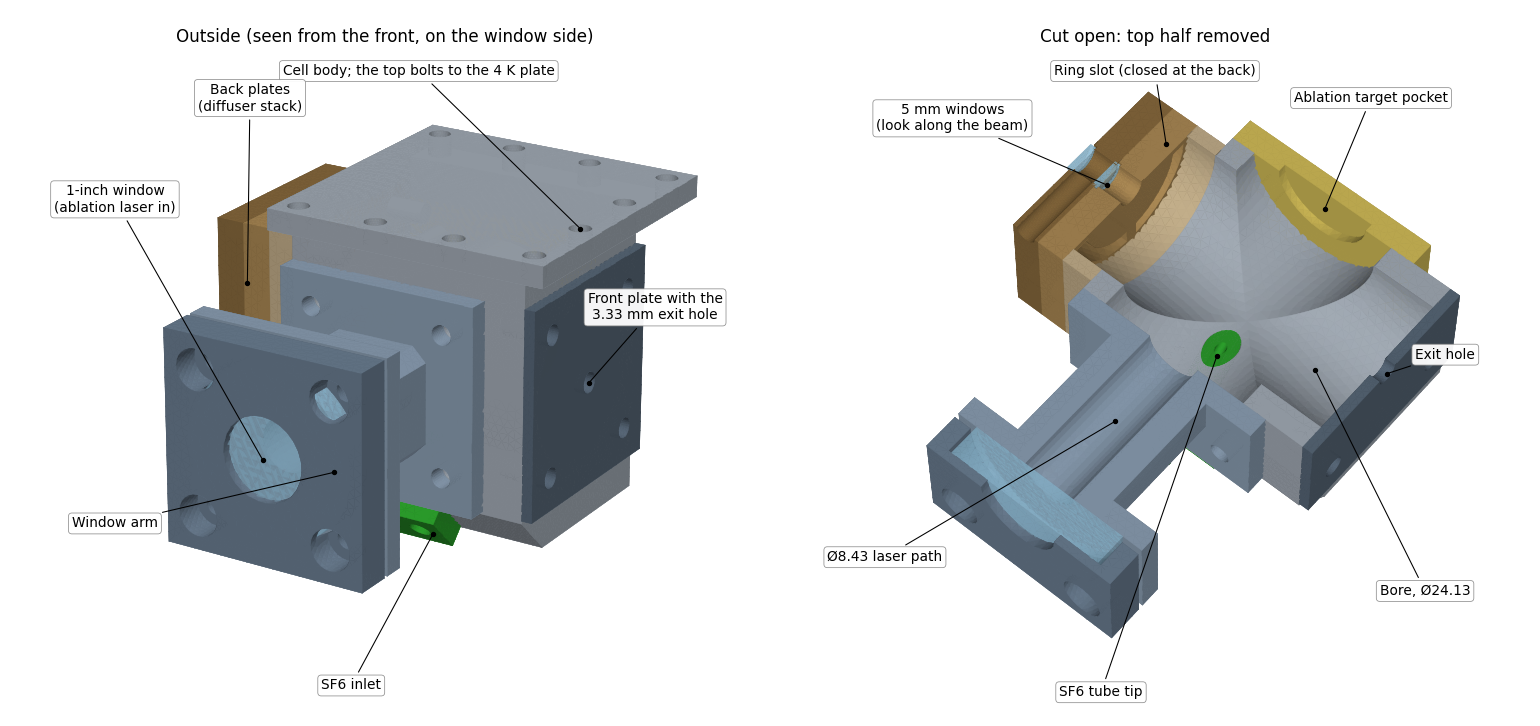 Outside (seen from the front, on the window side)
Cell body; the top bolts to the 4 K plate
Back plates
(diffuser stack)
1-inch window
(ablation laser in)
Front plate with the
3.33 mm exit hole
Window arm
SF6 inlet
Cut open: top half removed
Ring slot (closed at the back)
5 mm windows
(look along the beam)
Ablation target pocket
Exit hole
Ø8.43 laser path
Bore, Ø24.13
SF6 tube tip